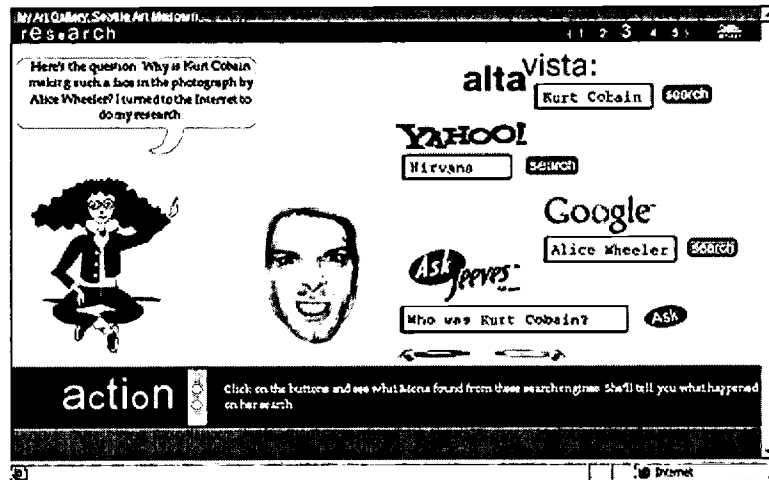 My Art Gallery, Seattle Art Museum
research
( 1 2 3 4 5 )
Here's the question. Why is Kurt Cobain
making such a face in the photograph by
Alice Wheeler? I turned to the Internet to
do my research.
altavista:
Kurt Cobain search
YAHOO!
Nirvana search
Google
Alice Wheeler search
Ask Jeeves
Who was Kurt Cobain? Ask
action
Click on the buttons and see what Mona found from these search engines. She'll tell you what happened
on her search.
Internet